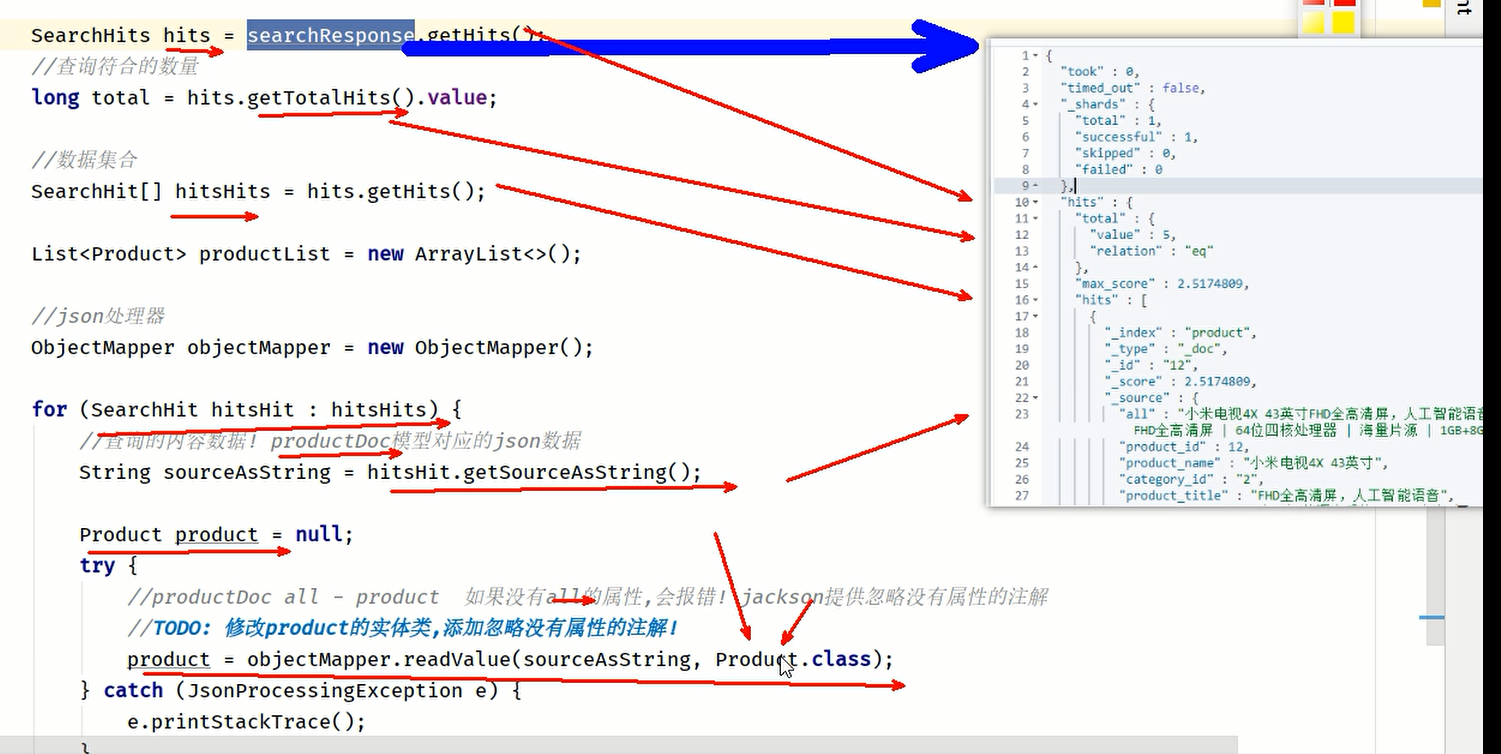 SearchHits hits = searchResponse.getHits();
//查询符合的数量
long total = hits.getTotalHits().value;
//数据集合
SearchHit[] hitsHits = hits.getHits();
List<Product> productList = new ArrayList<>();
//json处理器
ObjectMapper objectMapper = new ObjectMapper();
for (SearchHit hitsHit : hitsHits) {
//查询的内容数据! productDoc模型对应的json数据
String sourceAsString = hitsHit.getSourceAsString();
Product product = null;
try {
//productDoc all - product 如果没有all的属性,会报错! jackson提供忽略没有属性的注解
//TODO: 修改product的实体类,添加忽略没有属性的注解!
product = objectMapper.readValue(sourceAsString, Product.class);
} catch (JsonProcessingException e) {
e.printStackTrace();
}
1 {
2 "took" : 0,
3 "timed_out" : false,
4 "_shards" : {
5 "total" : 1,
6 "successful" : 1,
7 "skipped" : 0,
8 "failed" : 0
9 },
10 "hits" : {
11 "total" : {
12 "value" : 5,
13 "relation" : "eq"
14 },
15 "max_score" : 2.5174809,
16 "hits" : [
17 {
18 "_index" : "product",
19 "_type" : "_doc",
20 "_id" : "12",
21 "_score" : 2.5174809,
22 "_source" : {
23 "all" : "小米电视4X 43英寸FHD全高清屏，人工智能语音
FHD全高清屏 | 64位四核处理器 | 海量片源 | 1GB+8G
24 "product_id" : 12,
25 "product_name" : "小米电视4X 43英寸",
26 "category_id" : "2",
27 "product_title" : "FHD全高清屏，人工智能语音",